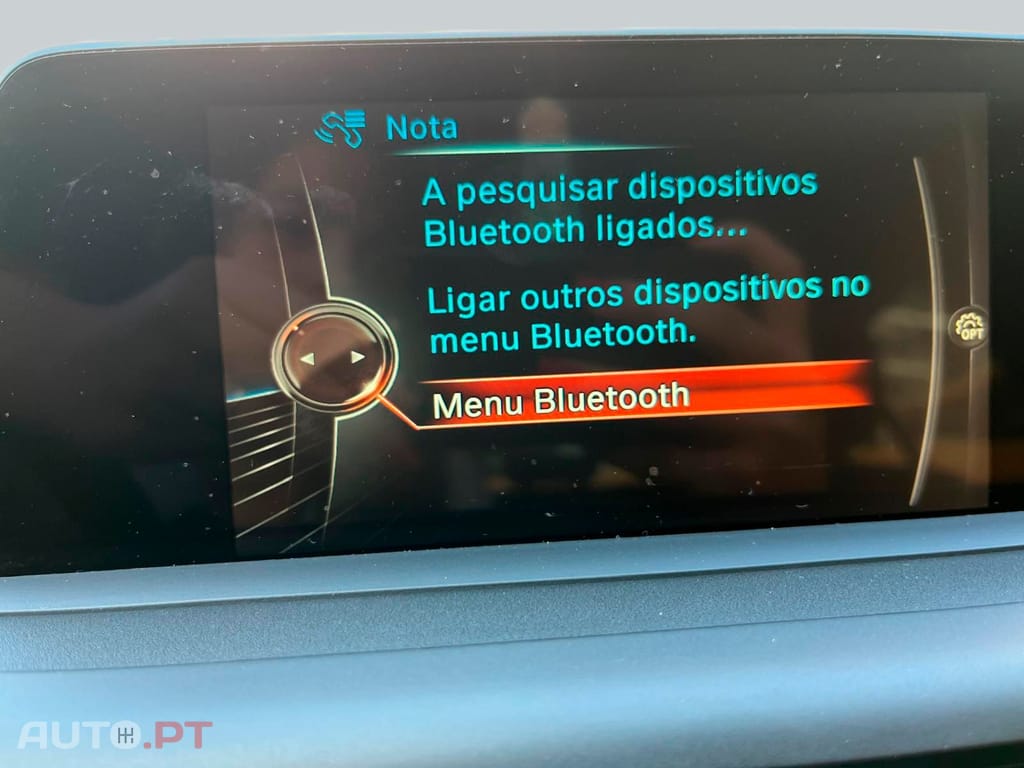 Nota
A pesquisar dispositivos
Bluetooth ligados...
Ligar outros dispositivos no
menu Bluetooth.
OPT
Menu Bluetooth
AUTO.PT